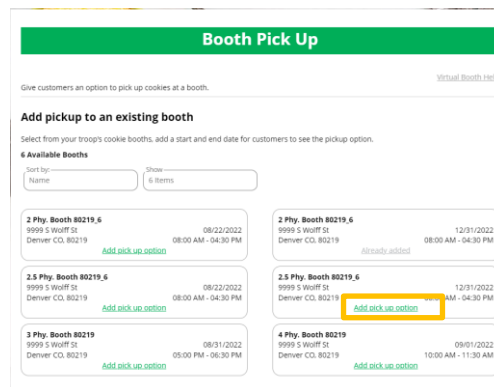 Booth Pick Up
Virtual Booth Hel
Give customers an option to pick up cookies at a booth.
Add pickup to an existing booth
Select from your troop's cookie booths, add a start and end date for customers to see the pickup option.
6 Available Booths
Sort by: Show
Name 6 Items
2 Phy. Booth 80219_6
9999 S Wolff St 08/22/2022
Denver CO, 80219 08:00 AM - 04:30 PM
Add pick up option
2 Phy. Booth 80219_6
9999 S Wolff St 12/31/2022
Denver CO, 80219 08:00 AM - 04:30 PM
Already added
2.5 Phy. Booth 80219_6
9999 S Wolff St 08/22/2022
Denver CO, 80219 08:00 AM - 04:30 PM
Add pick up option
2.5 Phy. Booth 80219_6
9999 S Wolff St 12/31/2022
Denver CO, 80219 AM - 04:30 PM
Add pick up option
3 Phy. Booth 80219
9999 S Wolff St 08/31/2022
Denver CO, 80219 05:00 PM - 06:30 PM
Add pick up option
4 Phy. Booth 80219
9999 S Wolff St 09/01/2022
Denver CO, 80219 10:00 AM - 11:30 AM
Add pick up option